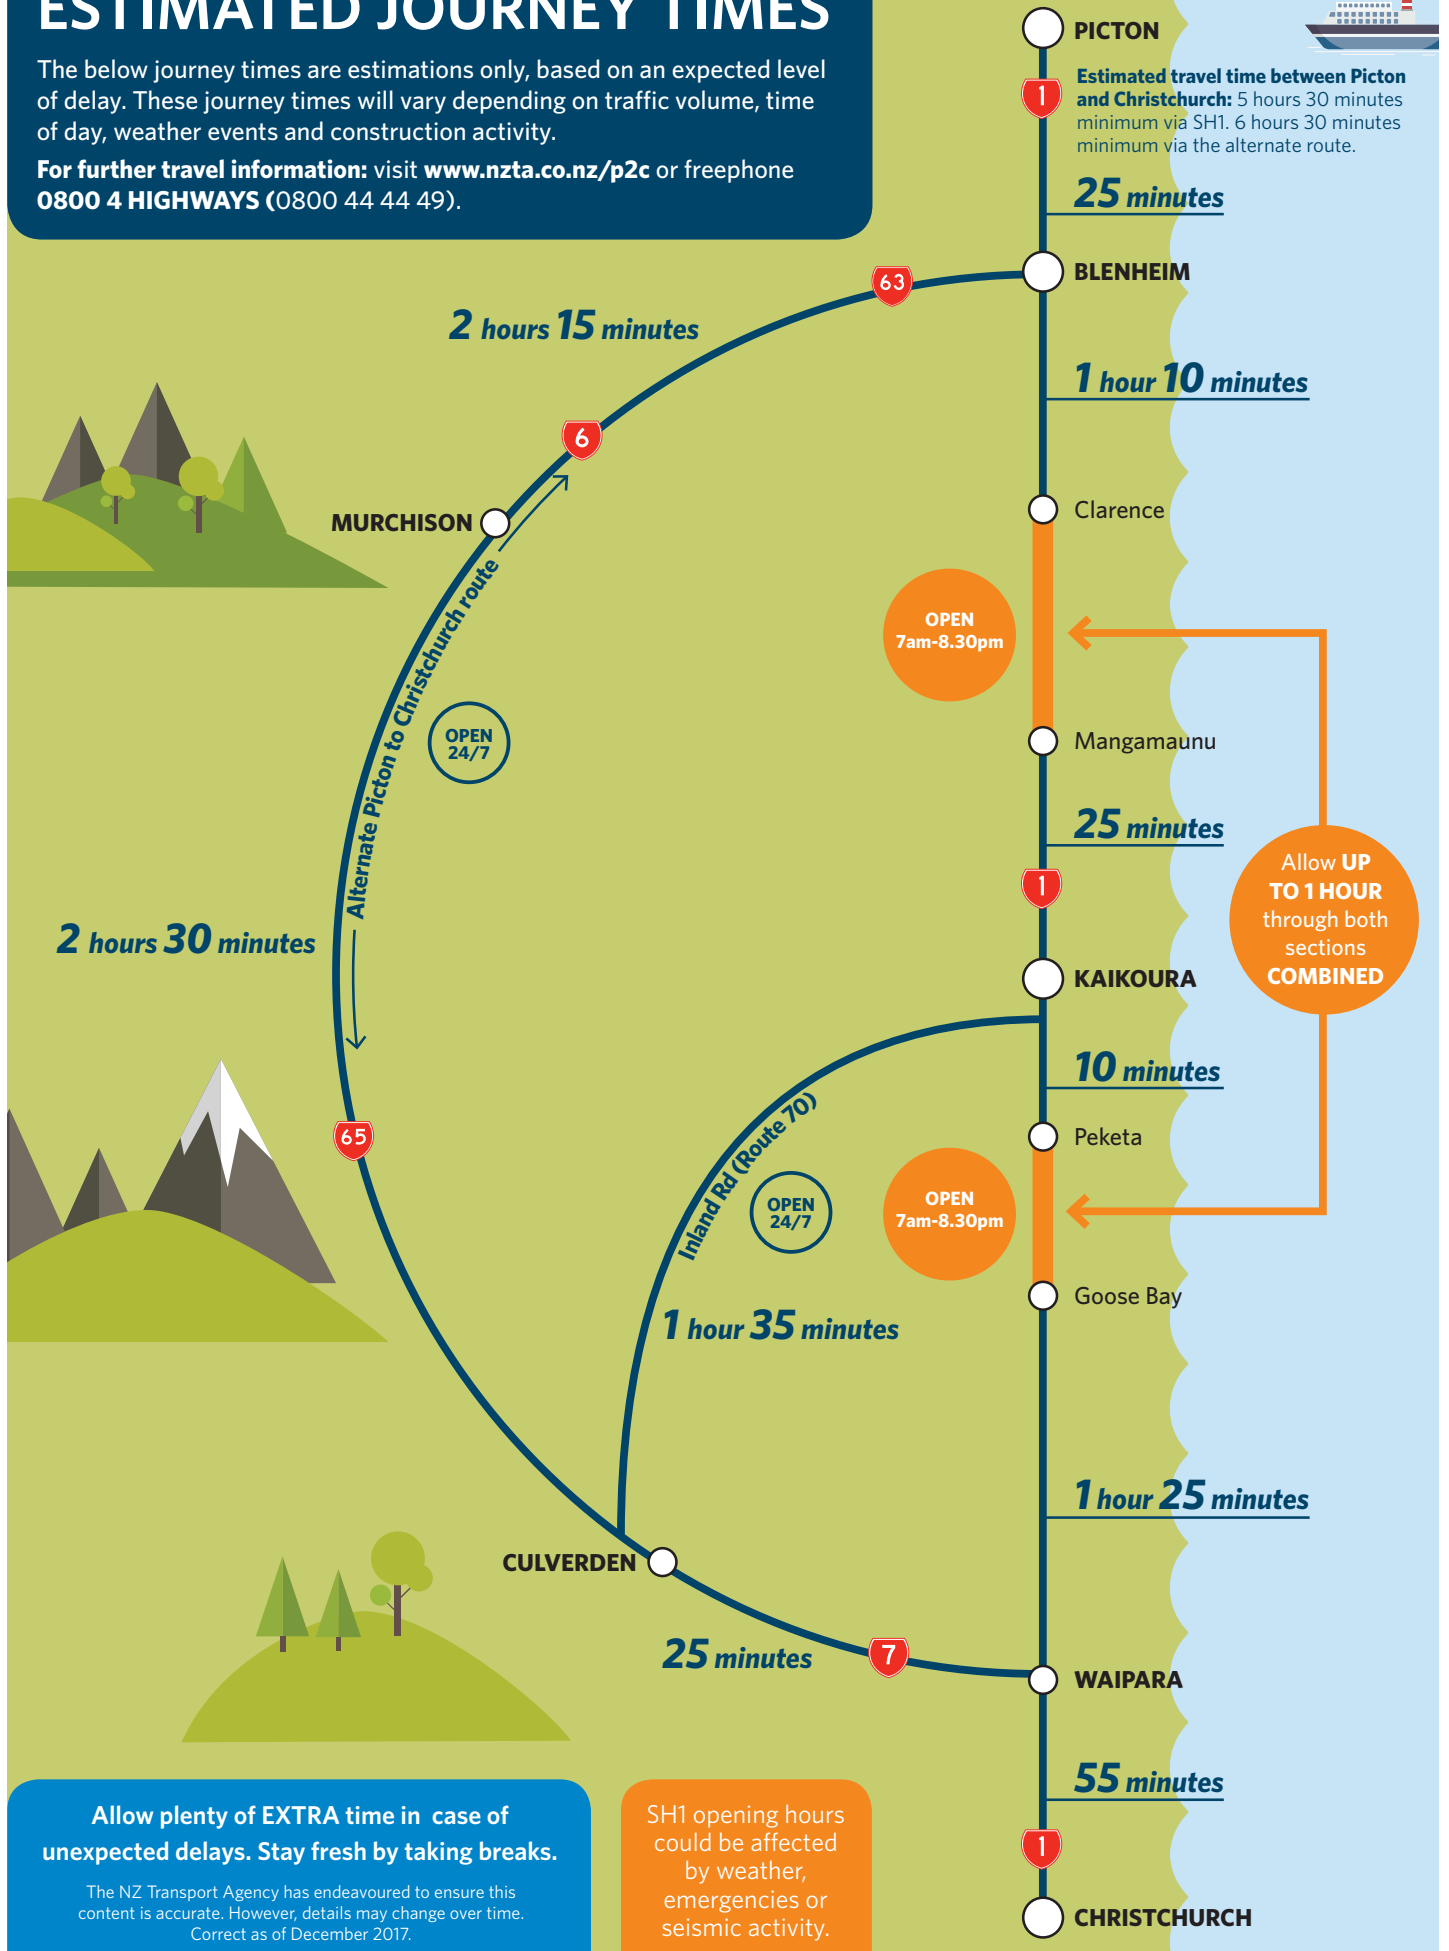 ESTIMATED JOURNEY TIMES
The below journey times are estimations only, based on an expected level
of delay. These journey times will vary depending on traffic volume, time
of day, weather events and construction activity.
For further travel information: visit www.nzta.co.nz/p2c or freephone
0800 4 HIGHWAYS (0800 44 44 49).
PICTON
1
Estimated travel time between Picton
and Christchurch: 5 hours 30 minutes
minimum via SH1. 6 hours 30 minutes
minimum via the alternate route.
25 minutes
BLENHEIM
63
2 hours 15 minutes
1 hour 10 minutes
6
MURCHISON
Clarence
OPEN
7am-8.30pm
Alternate Picton to Christchurch route
OPEN
24/7
Mangamaunu
25 minutes
1
Allow UP
TO 1 HOUR
through both
sections
COMBINED
2 hours 30 minutes
KAIKOURA
10 minutes
65
Peketa
Inland Rd (Route 70)
OPEN
24/7
OPEN
7am-8.30pm
Goose Bay
1 hour 35 minutes
1 hour 25 minutes
CULVERDEN
25 minutes
7
WAIPARA
55 minutes
1
CHRISTCHURCH
Allow plenty of EXTRA time in case of
unexpected delays. Stay fresh by taking breaks.
The NZ Transport Agency has endeavoured to ensure this
content is accurate. However, details may change over time.
Correct as of December 2017.
SH1 opening hours
could be affected
by weather,
emergencies or
seismic activity.